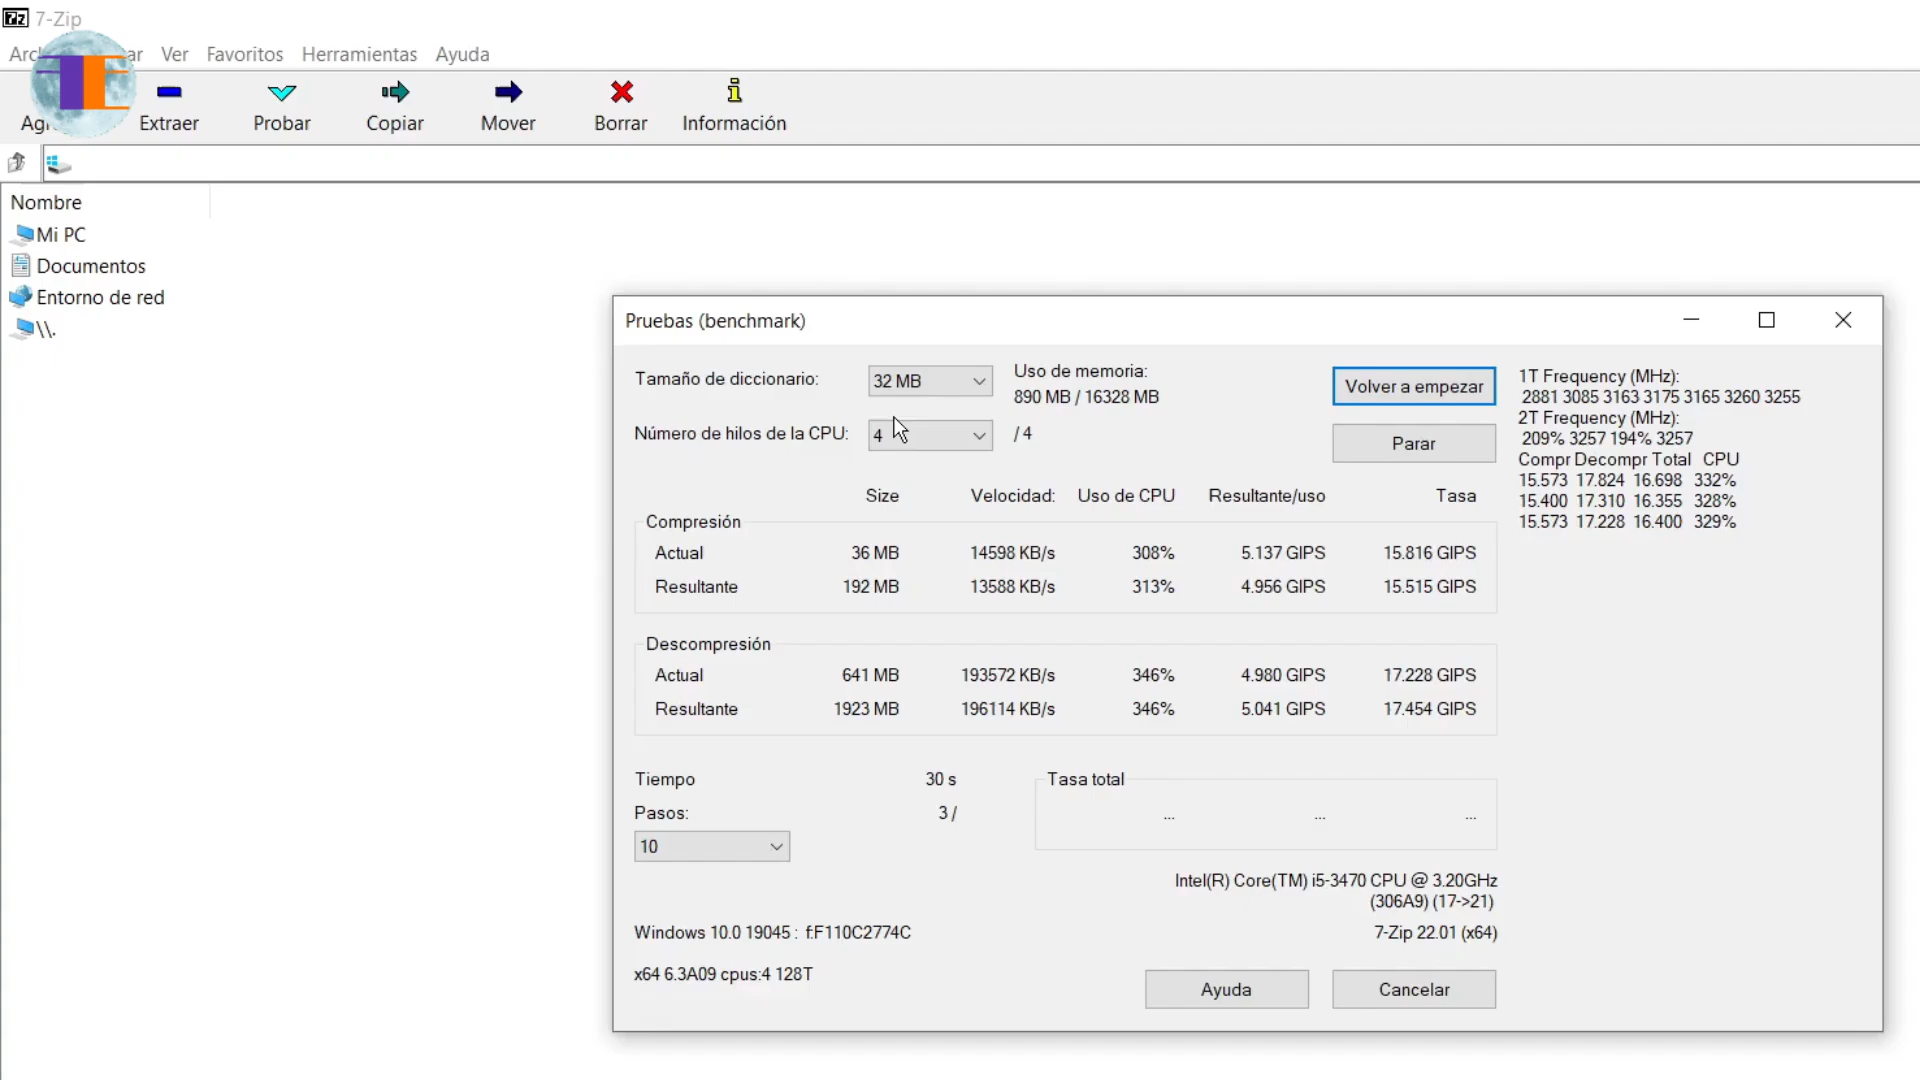 7-Zip
Ver Favoritos Herramientas Ayuda
Extraer Probar Copiar Mover Borrar Información
Nombre
Mi PC
Documentos
Entorno de red
\\.
Pruebas (benchmark)
Tamaño de diccionario: 32 MB
Uso de memoria:
890 MB / 16328 MB
Volver a empezar
Número de hilos de la CPU: 4 / 4
Parar
1T Frequency (MHz):
2881 3085 3163 3175 3165 3260 3255
2T Frequency (MHz):
209% 3257 194% 3257
Compr Decompr Total CPU
15.573 17.824 16.698 332%
15.400 17.310 16.355 328%
15.573 17.228 16.400 329%
Size Velocidad: Uso de CPU Resultante/uso Tasa
Compresión
Actual 36 MB 14598 KB/s 308% 5.137 GIPS 15.816 GIPS
Resultante 192 MB 13588 KB/s 313% 4.956 GIPS 15.515 GIPS
Descompresión
Actual 641 MB 193572 KB/s 346% 4.980 GIPS 17.228 GIPS
Resultante 1923 MB 196114 KB/s 346% 5.041 GIPS 17.454 GIPS
Tiempo 30 s
Pasos: 3 /
10
Tasa total
... ... ...
Intel(R) Core(TM) i5-3470 CPU @ 3.20GHz
(306A9) (17->21)
Windows 10.0 19045 : f:F110C2774C
7-Zip 22.01 (x64)
x64 6.3A09 cpus:4 128T
Ayuda
Cancelar